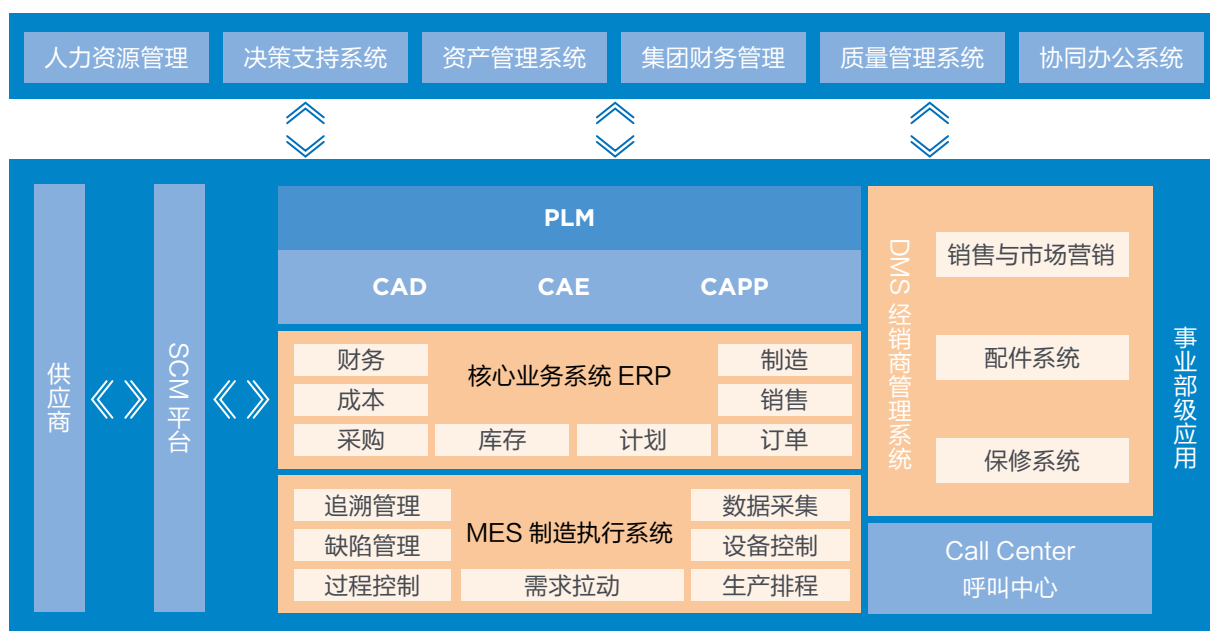 人力资源管理
决策支持系统
资产管理系统
集团财务管理
质量管理系统
协同办公系统
供应商
SCM 平台
PLM
CAD
CAE
CAPP
核心业务系统 ERP
财务
制造
成本
销售
采购
库存
计划
订单
MES 制造执行系统
追溯管理
数据采集
缺陷管理
设备控制
过程控制
需求拉动
生产排程
DMS 经销商管理系统
销售与市场营销
配件系统
保修系统
Call Center
呼叫中心
事业部级应用